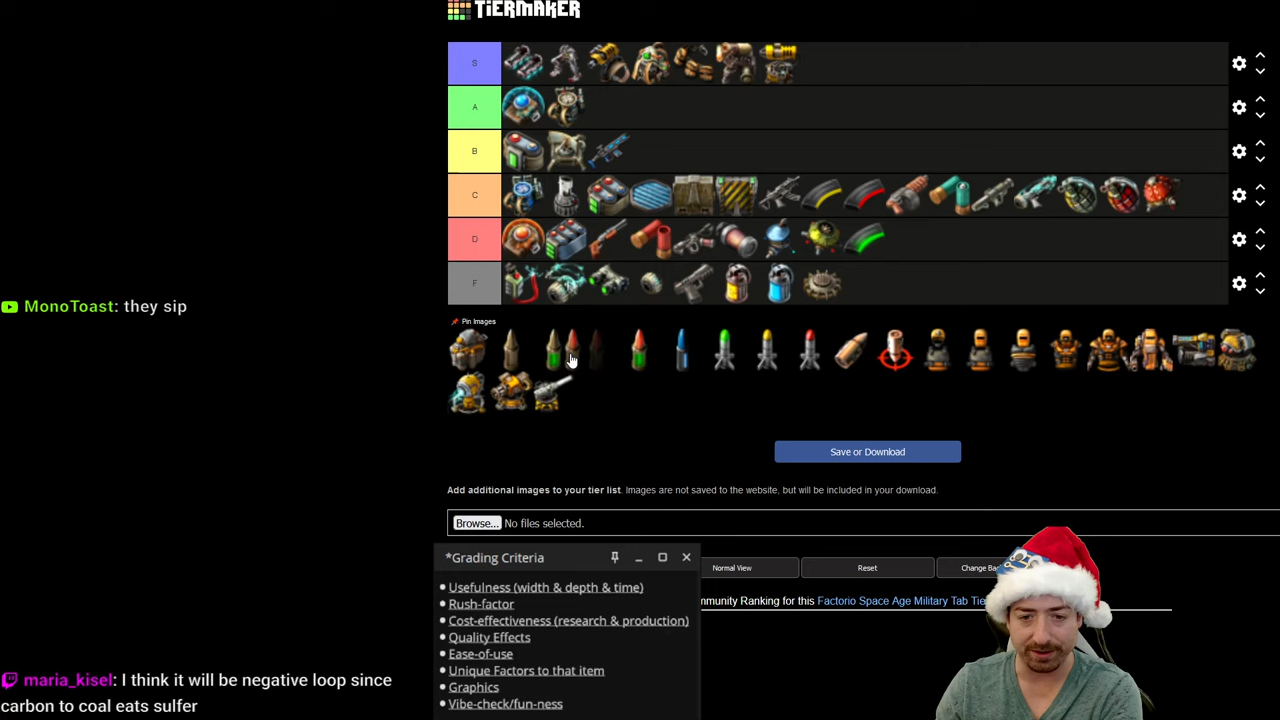 TiERMAKER
S
A
B
C
D
F
MonoToast: they sip
Pin Images
Save or Download
Add additional images to your tier list. Images are not saved to the website, but will be included in your download.
Browse... No files selected.
*Grading Criteria
Usefulness (width & depth & time)
Rush-factor
Cost-effectiveness (research & production)
Quality Effects
Ease-of-use
Unique Factors to that item
Graphics
Vibe-check/fun-ness
Normal View
Reset
Change Ba
mmunity Ranking for this Factorio Space Age Military Tab Tie
maria_kisel: I think it will be negative loop since
carbon to coal eats sulfer